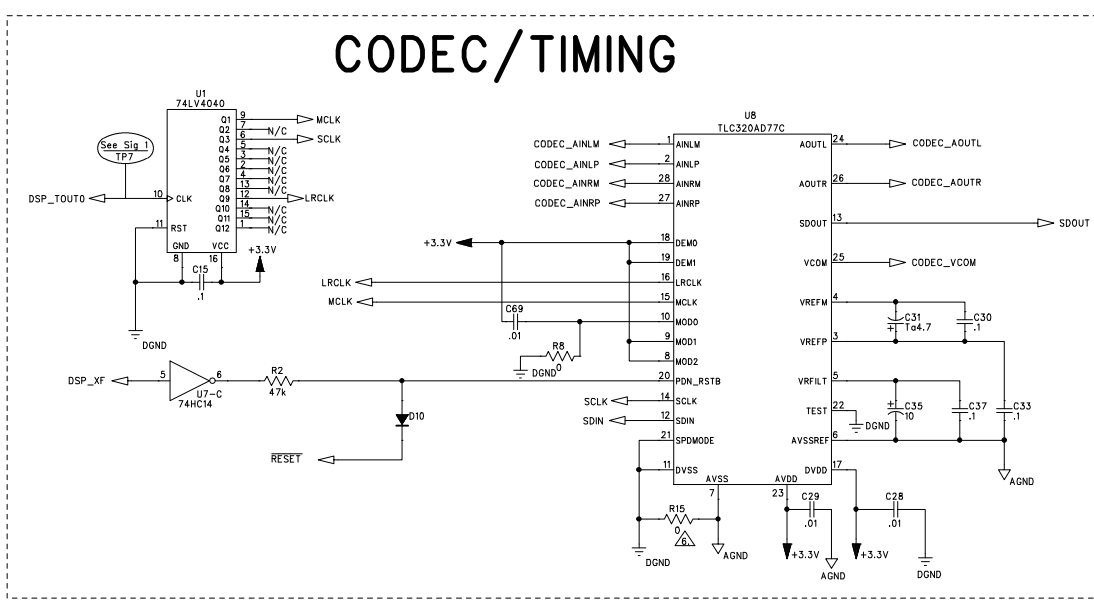 CODEC/TIMING
U1
74LV4040
See Sig 1
TP7
DSP_TOUT0
10 CLK
11 RST
GND VCC
8 16
Q1 9 MCLK
Q2 7 N/C
Q3 6 SCLK
Q4 5 N/C
Q5 3 N/C
Q6 2 N/C
Q7 4 N/C
Q8 13 N/C
Q9 12 LRCLK
Q10 14 N/C
Q11 15 N/C
Q12 1 N/C
+3.3V
C15
.1
DGND
DSP_XF
5 6
U7-C
74HC14
R2
47k
D10
RESET
U8
TLC320AD77C
CODEC_AINLM 1 AINLM
CODEC_AINLP 2 AINLP
CODEC_AINRM 28 AINRM
CODEC_AINRP 27 AINRP
+3.3V 18 DEM0
19 DEM1
LRCLK 16 LRCLK
MCLK 15 MCLK
C69
.01
10 MOD0
9 MOD1
8 MOD2
R8
0
DGND
20 PDN_RSTB
SCLK 14 SCLK
SDIN 12 SDIN
21 SPDMODE
11 DVSS
AVSS AVDD
7 23
R15
0
6.
DGND
AGND
AOUTL 24 CODEC_AOUTL
AOUTR 26 CODEC_AOUTR
SDOUT 13 SDOUT
VCOM 25 CODEC_VCOM
VREFM 4
C31
+ Ta4.7
C30
.1
VREFP 3
VRFILT 5
+
C35
10
C37
.1
C33
.1
TEST 22
DGND
AVSSREF 6
AGND
DVDD 17
C29
.01
C28
.01
+3.3V
+3.3V
AGND
DGND